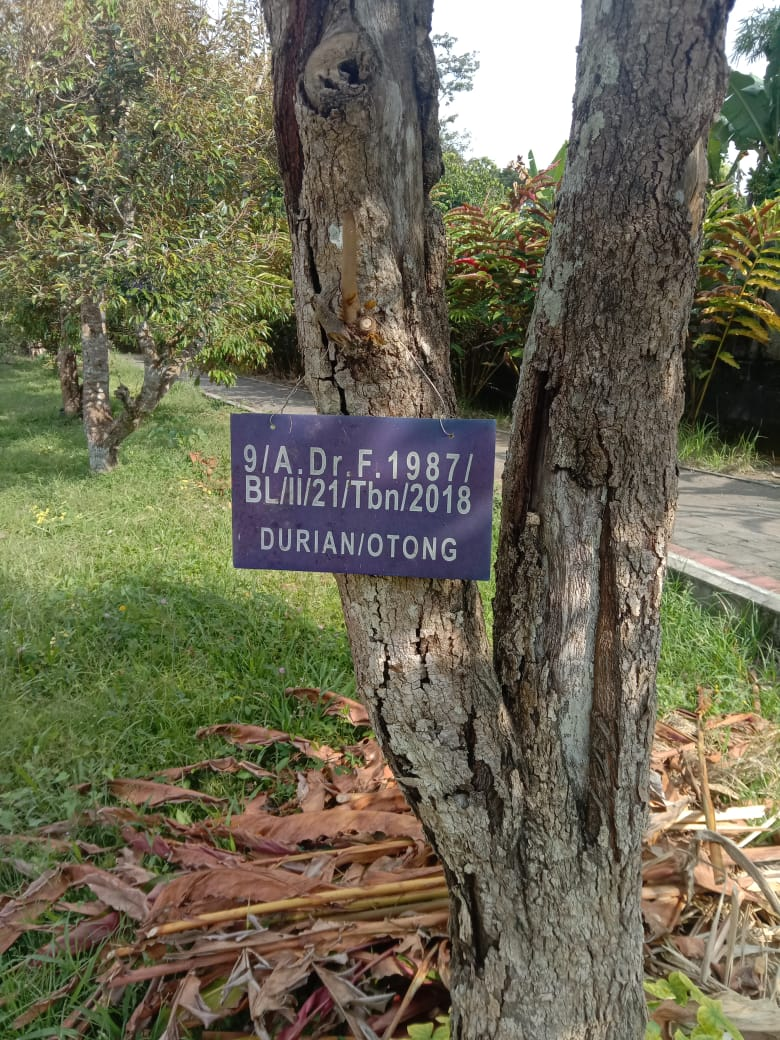 9/A.Dr.F.1987/
BL/II/21/Tbn/2018
DURIAN/OTONG